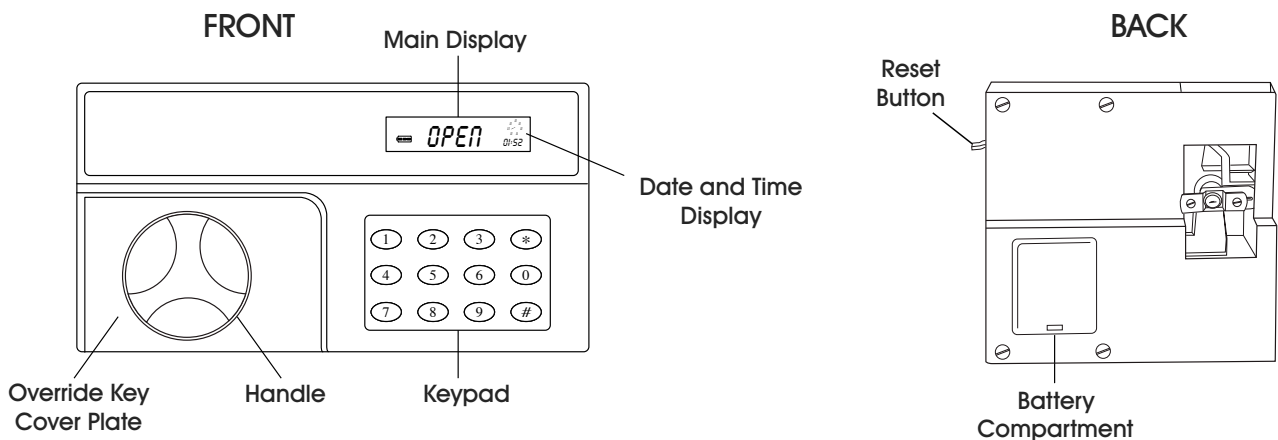 FRONT
Main Display
OPEN
01:52
Date and Time
Display
1 2 3 *
4 5 6 0
7 8 9 #
Override Key
Cover Plate
Handle
Keypad
BACK
Reset
Button
Battery
Compartment